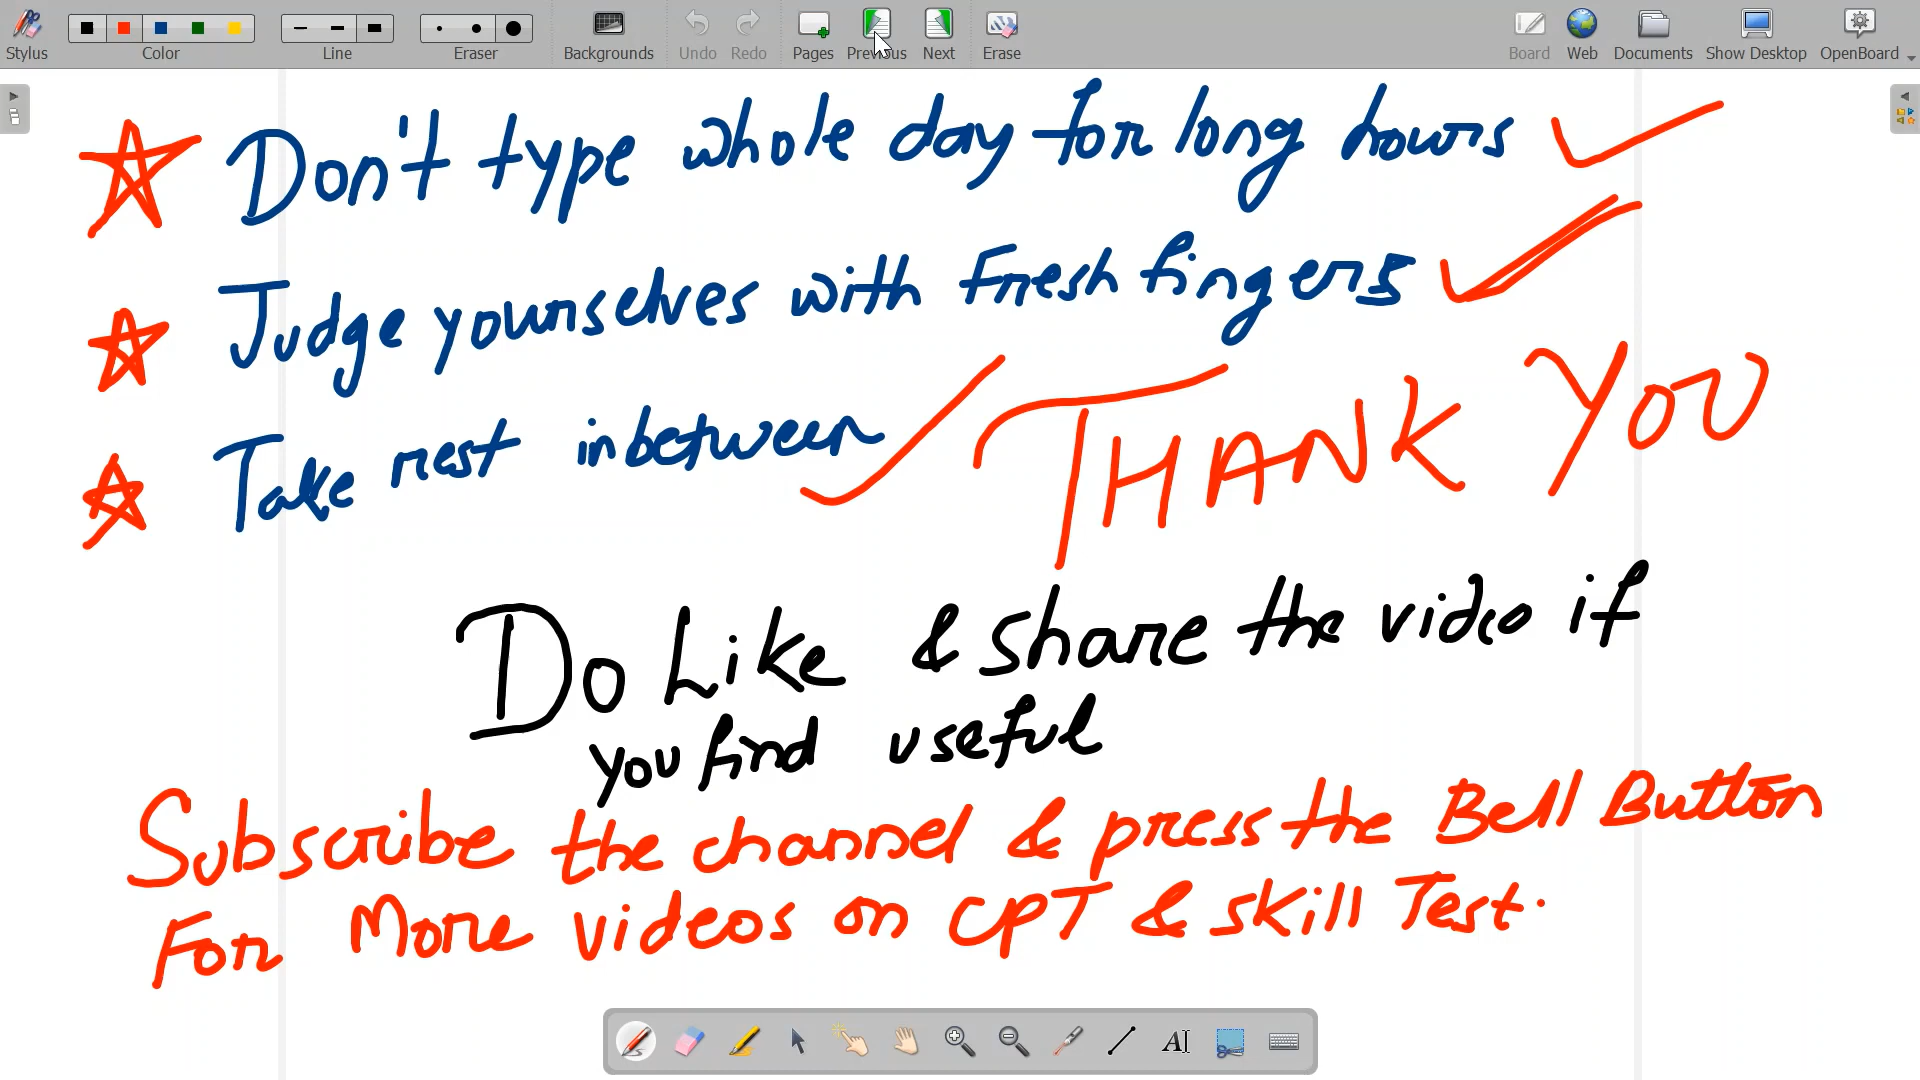 Stylus Color Line Eraser Backgrounds Undo Redo Pages Previous Next Erase Board Web Documents Show Desktop OpenBoard
Don't type whole day for long hours
Judge yourselves with Fresh fingers
Take rest inbetween
THANK YOU
Do Like & share the video if
you find useful
Subscribe the channel & press the Bell Button
For More videos on CPT & skill Test.
AI